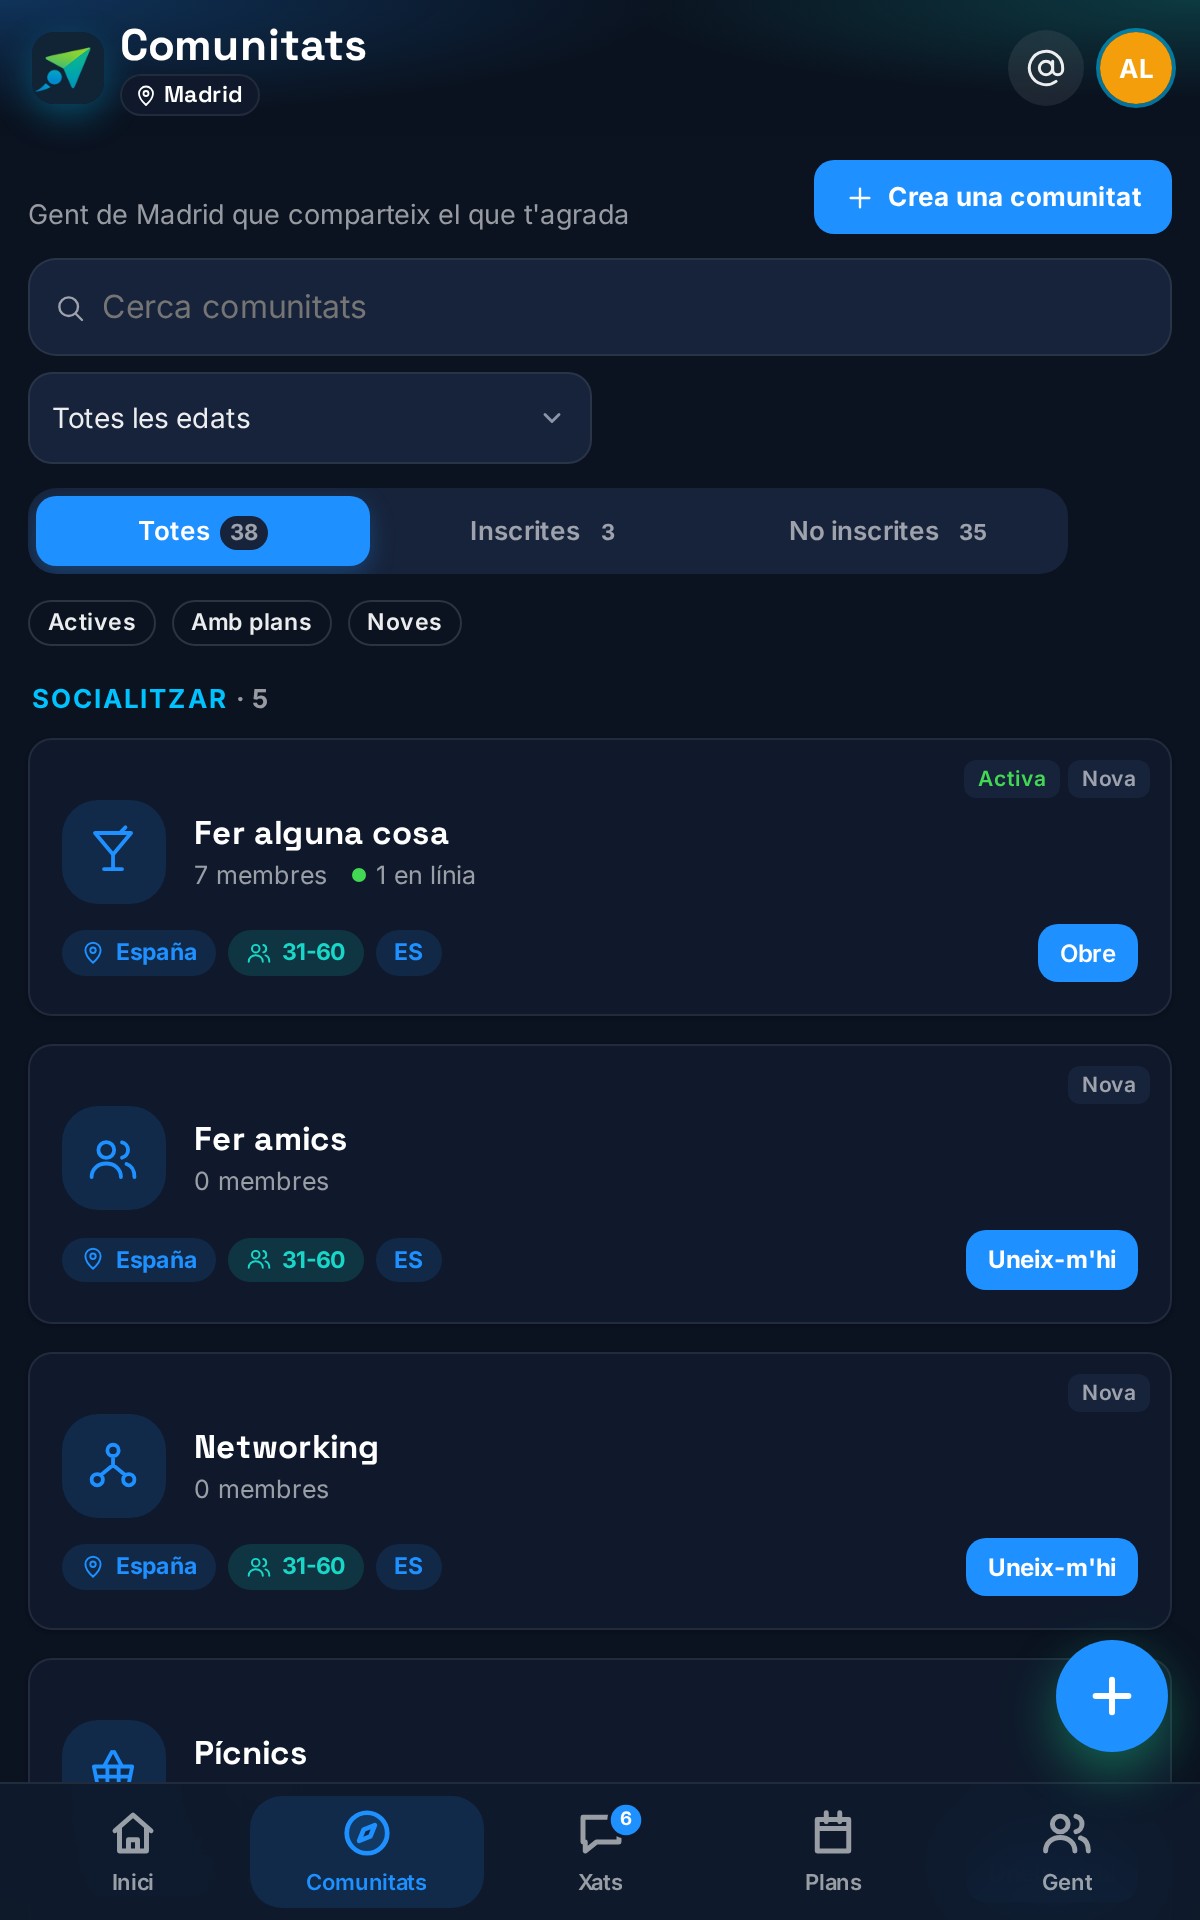 Comunitats
Madrid
@
AL
Gent de Madrid que comparteix el que t'agrada
Crea una comunitat
Cerca comunitats
Totes les edats
Totes 38
Inscrites 3
No inscrites 35
Actives
Amb plans
Noves
SOCIALITZAR · 5
Activa
Nova
Fer alguna cosa
7 membres
1 en línia
España
31-60
ES
Obre
Nova
Fer amics
0 membres
España
31-60
ES
Uneix-m'hi
Nova
Networking
0 membres
España
31-60
ES
Uneix-m'hi
Pícnics
6
Inici
Comunitats
Xats
Plans
Gent